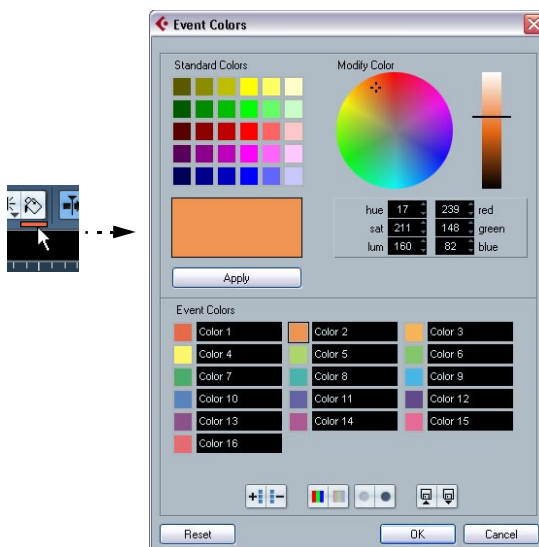 Event Colors
Standard Colors
Modify Color
hue 17 239 red
sat 211 148 green
lum 160 82 blue
Apply
Event Colors
Color 1 Color 2 Color 3
Color 4 Color 5 Color 6
Color 7 Color 8 Color 9
Color 10 Color 11 Color 12
Color 13 Color 14 Color 15
Color 16
Reset OK Cancel